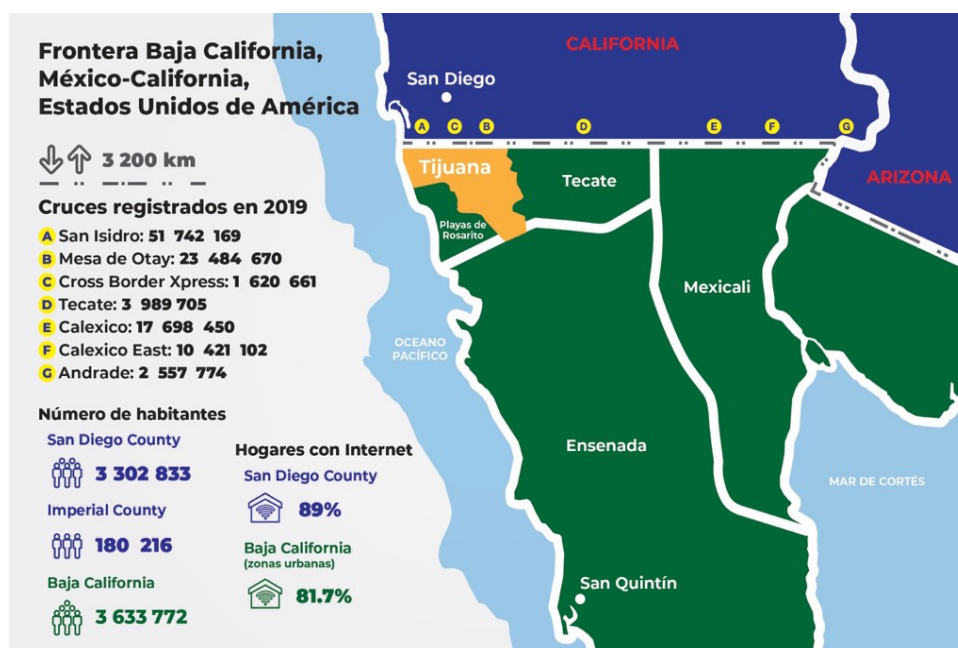 Frontera Baja California,
México-California,
Estados Unidos de América
3 200 km
Cruces registrados en 2019
A San Isidro: 51 742 169
B Mesa de Otay: 23 484 670
C Cross Border Xpress: 1 620 661
D Tecate: 3 989 705
E Calexico: 17 698 450
F Calexico East: 10 421 102
G Andrade: 2 557 774
Número de habitantes
San Diego County
3 302 833
Imperial County
180 216
Baja California
3 633 772
Hogares con Internet
San Diego County
89%
Baja California
(zonas urbanas)
81.7%
CALIFORNIA
San Diego
A C B D E F G
Tijuana
Tecate
ARIZONA
Playas de
Rosarito
Mexicali
OCEANO
PACÍFICO
Ensenada
MAR DE CORTÉS
San Quintín